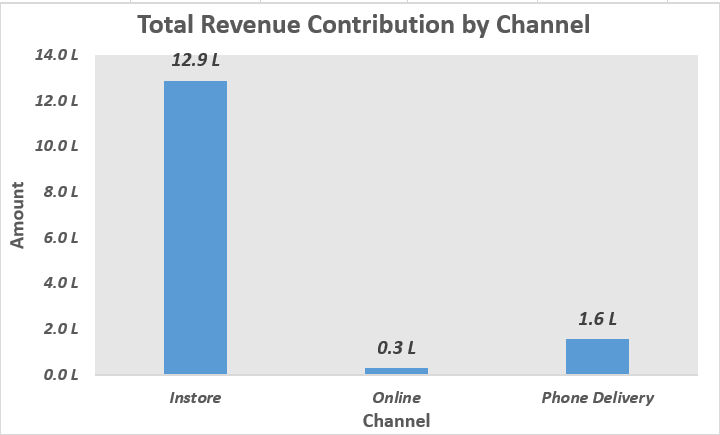 Total Revenue Contribution by Channel
14.0 L
12.9 L
12.0 L
10.0 L
8.0 L
6.0 L
4.0 L
2.0 L
0.0 L
Amount
0.3 L
1.6 L
Instore
Online
Phone Delivery
Channel